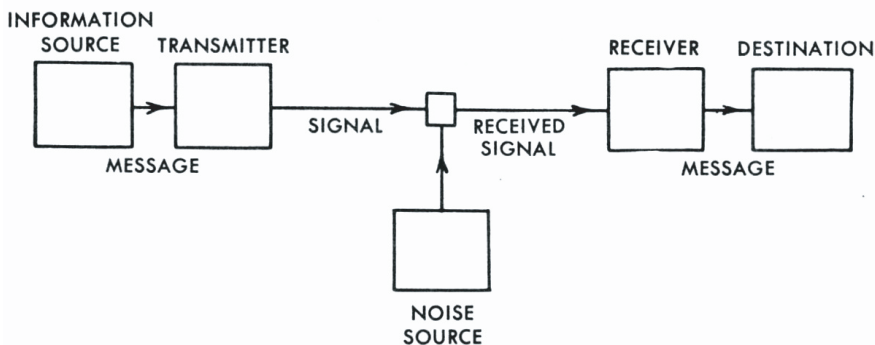 INFORMATION
SOURCE
TRANSMITTER
RECEIVER
DESTINATION
SIGNAL
RECEIVED
SIGNAL
MESSAGE
MESSAGE
NOISE
SOURCE